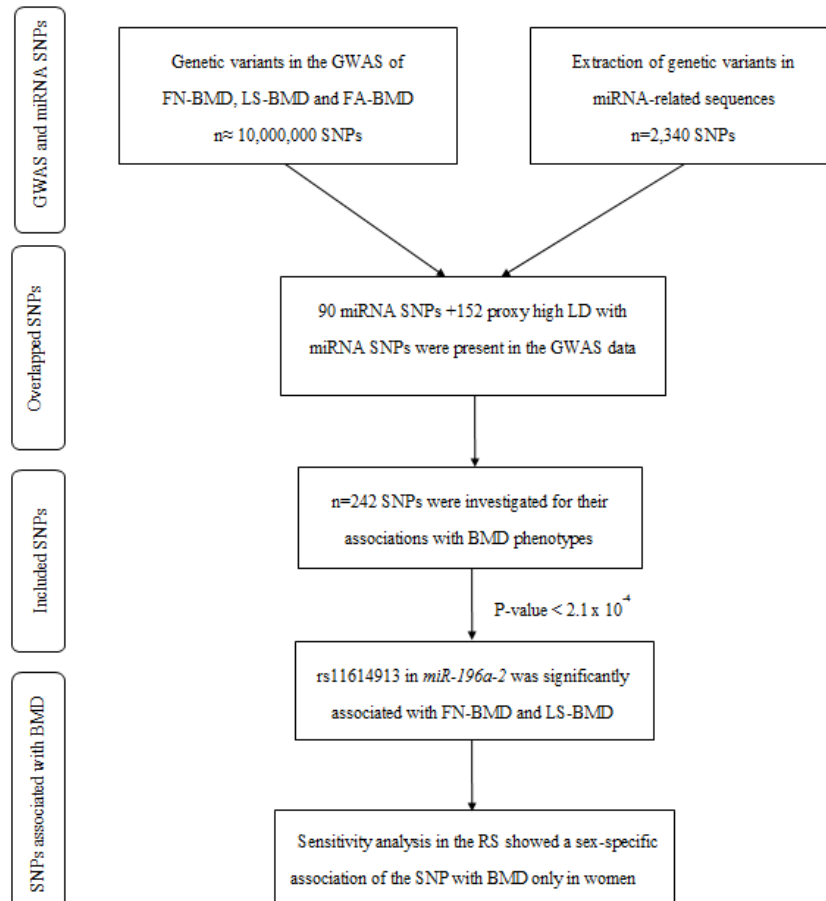 GWAS and miRNA SNPs
Genetic variants in the GWAS of
FN-BMD, LS-BMD and FA-BMD
n≈ 10,000,000 SNPs
Extraction of genetic variants in
miRNA-related sequences
n=2,340 SNPs
Overlapped SNPs
90 miRNA SNPs +152 proxy high LD with
miRNA SNPs were present in the GWAS data
Included SNPs
n=242 SNPs were investigated for their
associations with BMD phenotypes
P-value < 2.1 x 10⁻⁴
SNPs associated with BMD
rs11614913 in miR-196a-2 was significantly
associated with FN-BMD and LS-BMD
Sensitivity analysis in the RS showed a sex-specific
association of the SNP with BMD only in women